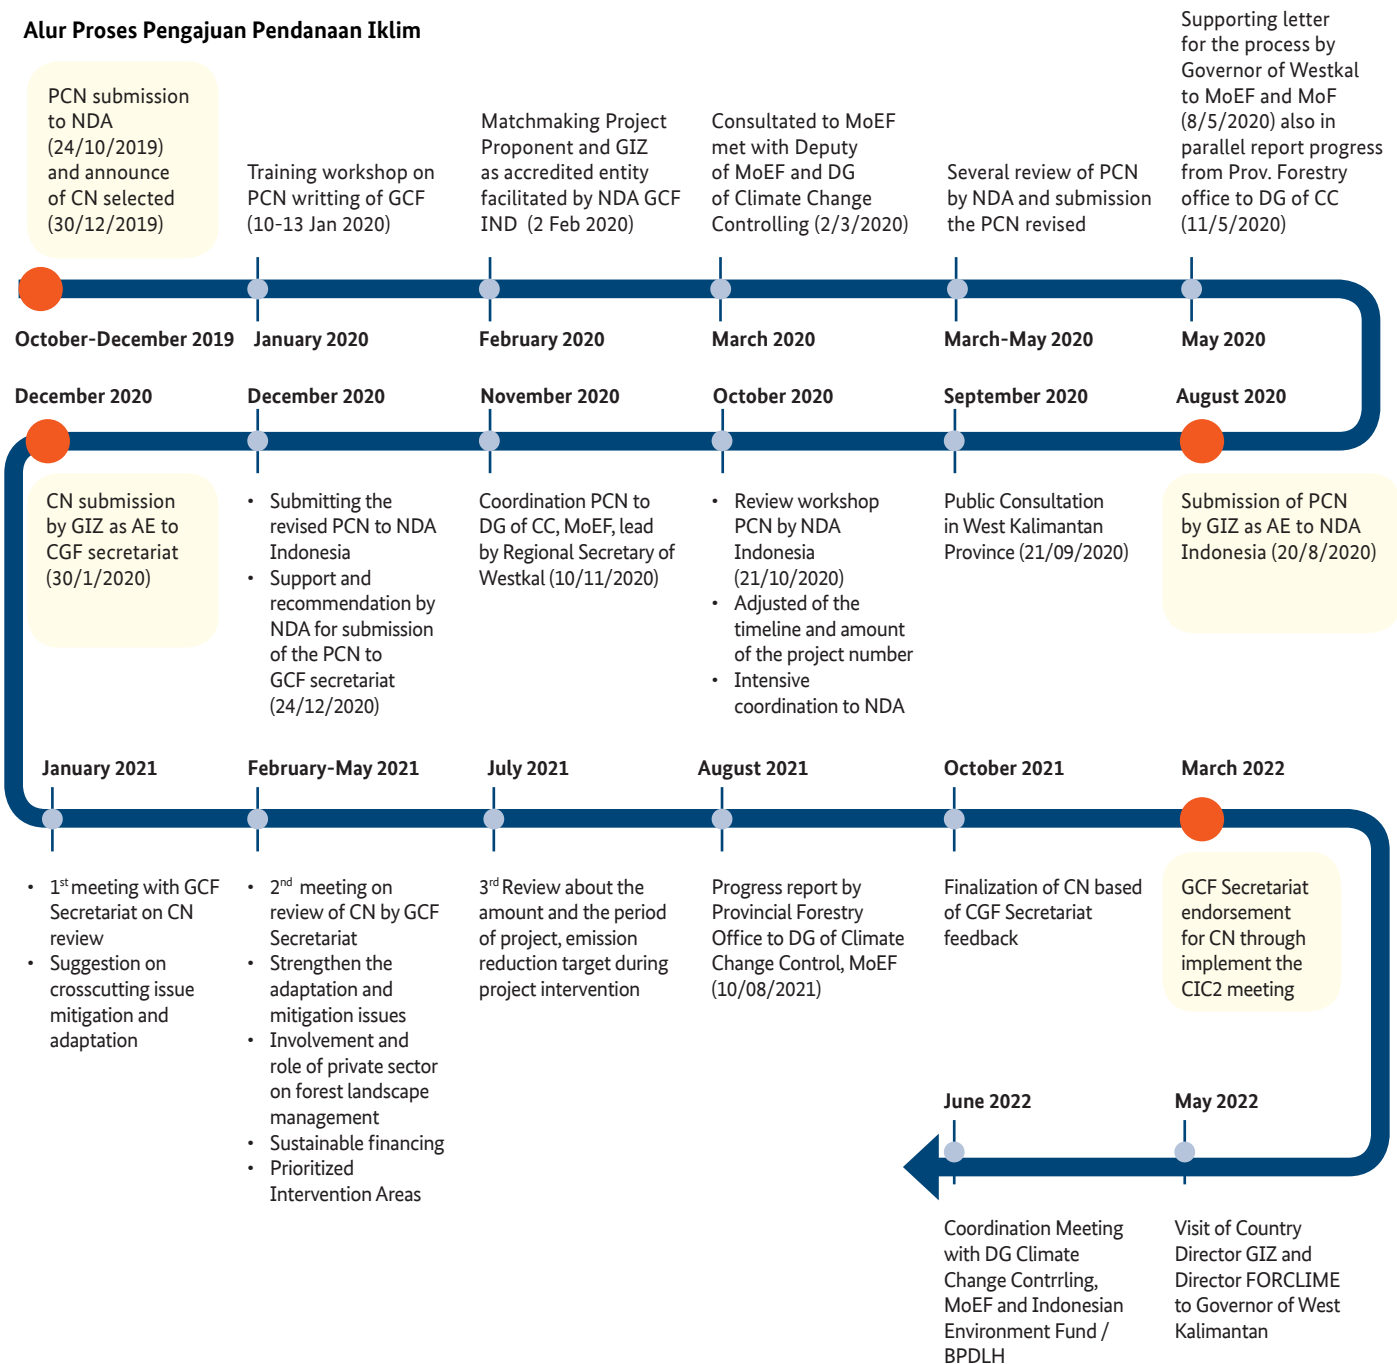 Alur Proses Pengajuan Pendanaan Iklim
PCN submission
to NDA
(24/10/2019)
and announce
of CN selected
(30/12/2019)
Training workshop on
PCN writting of GCF
(10-13 Jan 2020)
Matchmaking Project
Proponent and GIZ
as accredited entity
facilitated by NDA GCF
IND (2 Feb 2020)
Consultated to MoEF
met with Deputy
of MoEF and DG
of Climate Change
Controlling (2/3/2020)
Several review of PCN
by NDA and submission
the PCN revised
Supporting letter
for the process by
Governor of Westkal
to MoEF and MoF
(8/5/2020) also in
parallel report progress
from Prov. Forestry
office to DG of CC
(11/5/2020)
October-December 2019
January 2020
February 2020
March 2020
March-May 2020
May 2020
December 2020
December 2020
November 2020
October 2020
September 2020
August 2020
CN submission
by GIZ as AE to
CGF secretariat
(30/1/2020)
• Submitting the
revised PCN to NDA
Indonesia
• Support and
recommendation by
NDA for submission
of the PCN to
GCF secretariat
(24/12/2020)
Coordination PCN to
DG of CC, MoEF, lead
by Regional Secretary of
Westkal (10/11/2020)
• Review workshop
PCN by NDA
Indonesia
(21/10/2020)
• Adjusted of the
timeline and amount
of the project number
• Intensive
coordination to NDA
Public Consultation
in West Kalimantan
Province (21/09/2020)
Submission of PCN
by GIZ as AE to NDA
Indonesia (20/8/2020)
January 2021
February-May 2021
July 2021
August 2021
October 2021
March 2022
• 1st meeting with GCF
Secretariat on CN
review
• Suggestion on
crosscutting issue
mitigation and
adaptation
• 2nd meeting on
review of CN by GCF
Secretariat
• Strengthen the
adaptation and
mitigation issues
• Involvement and
role of private sector
on forest landscape
management
• Sustainable financing
• Prioritized
Intervention Areas
3rd Review about the
amount and the period
of project, emission
reduction target during
project intervention
Progress report by
Provincial Forestry
Office to DG of Climate
Change Control, MoEF
(10/08/2021)
Finalization of CN based
of CGF Secretariat
feedback
GCF Secretariat
endorsement
for CN through
implement the
CIC2 meeting
June 2022
May 2022
Coordination Meeting
with DG Climate
Change Contrrling,
MoEF and Indonesian
Environment Fund /
BPDLH
Visit of Country
Director GIZ and
Director FORCLIME
to Governor of West
Kalimantan